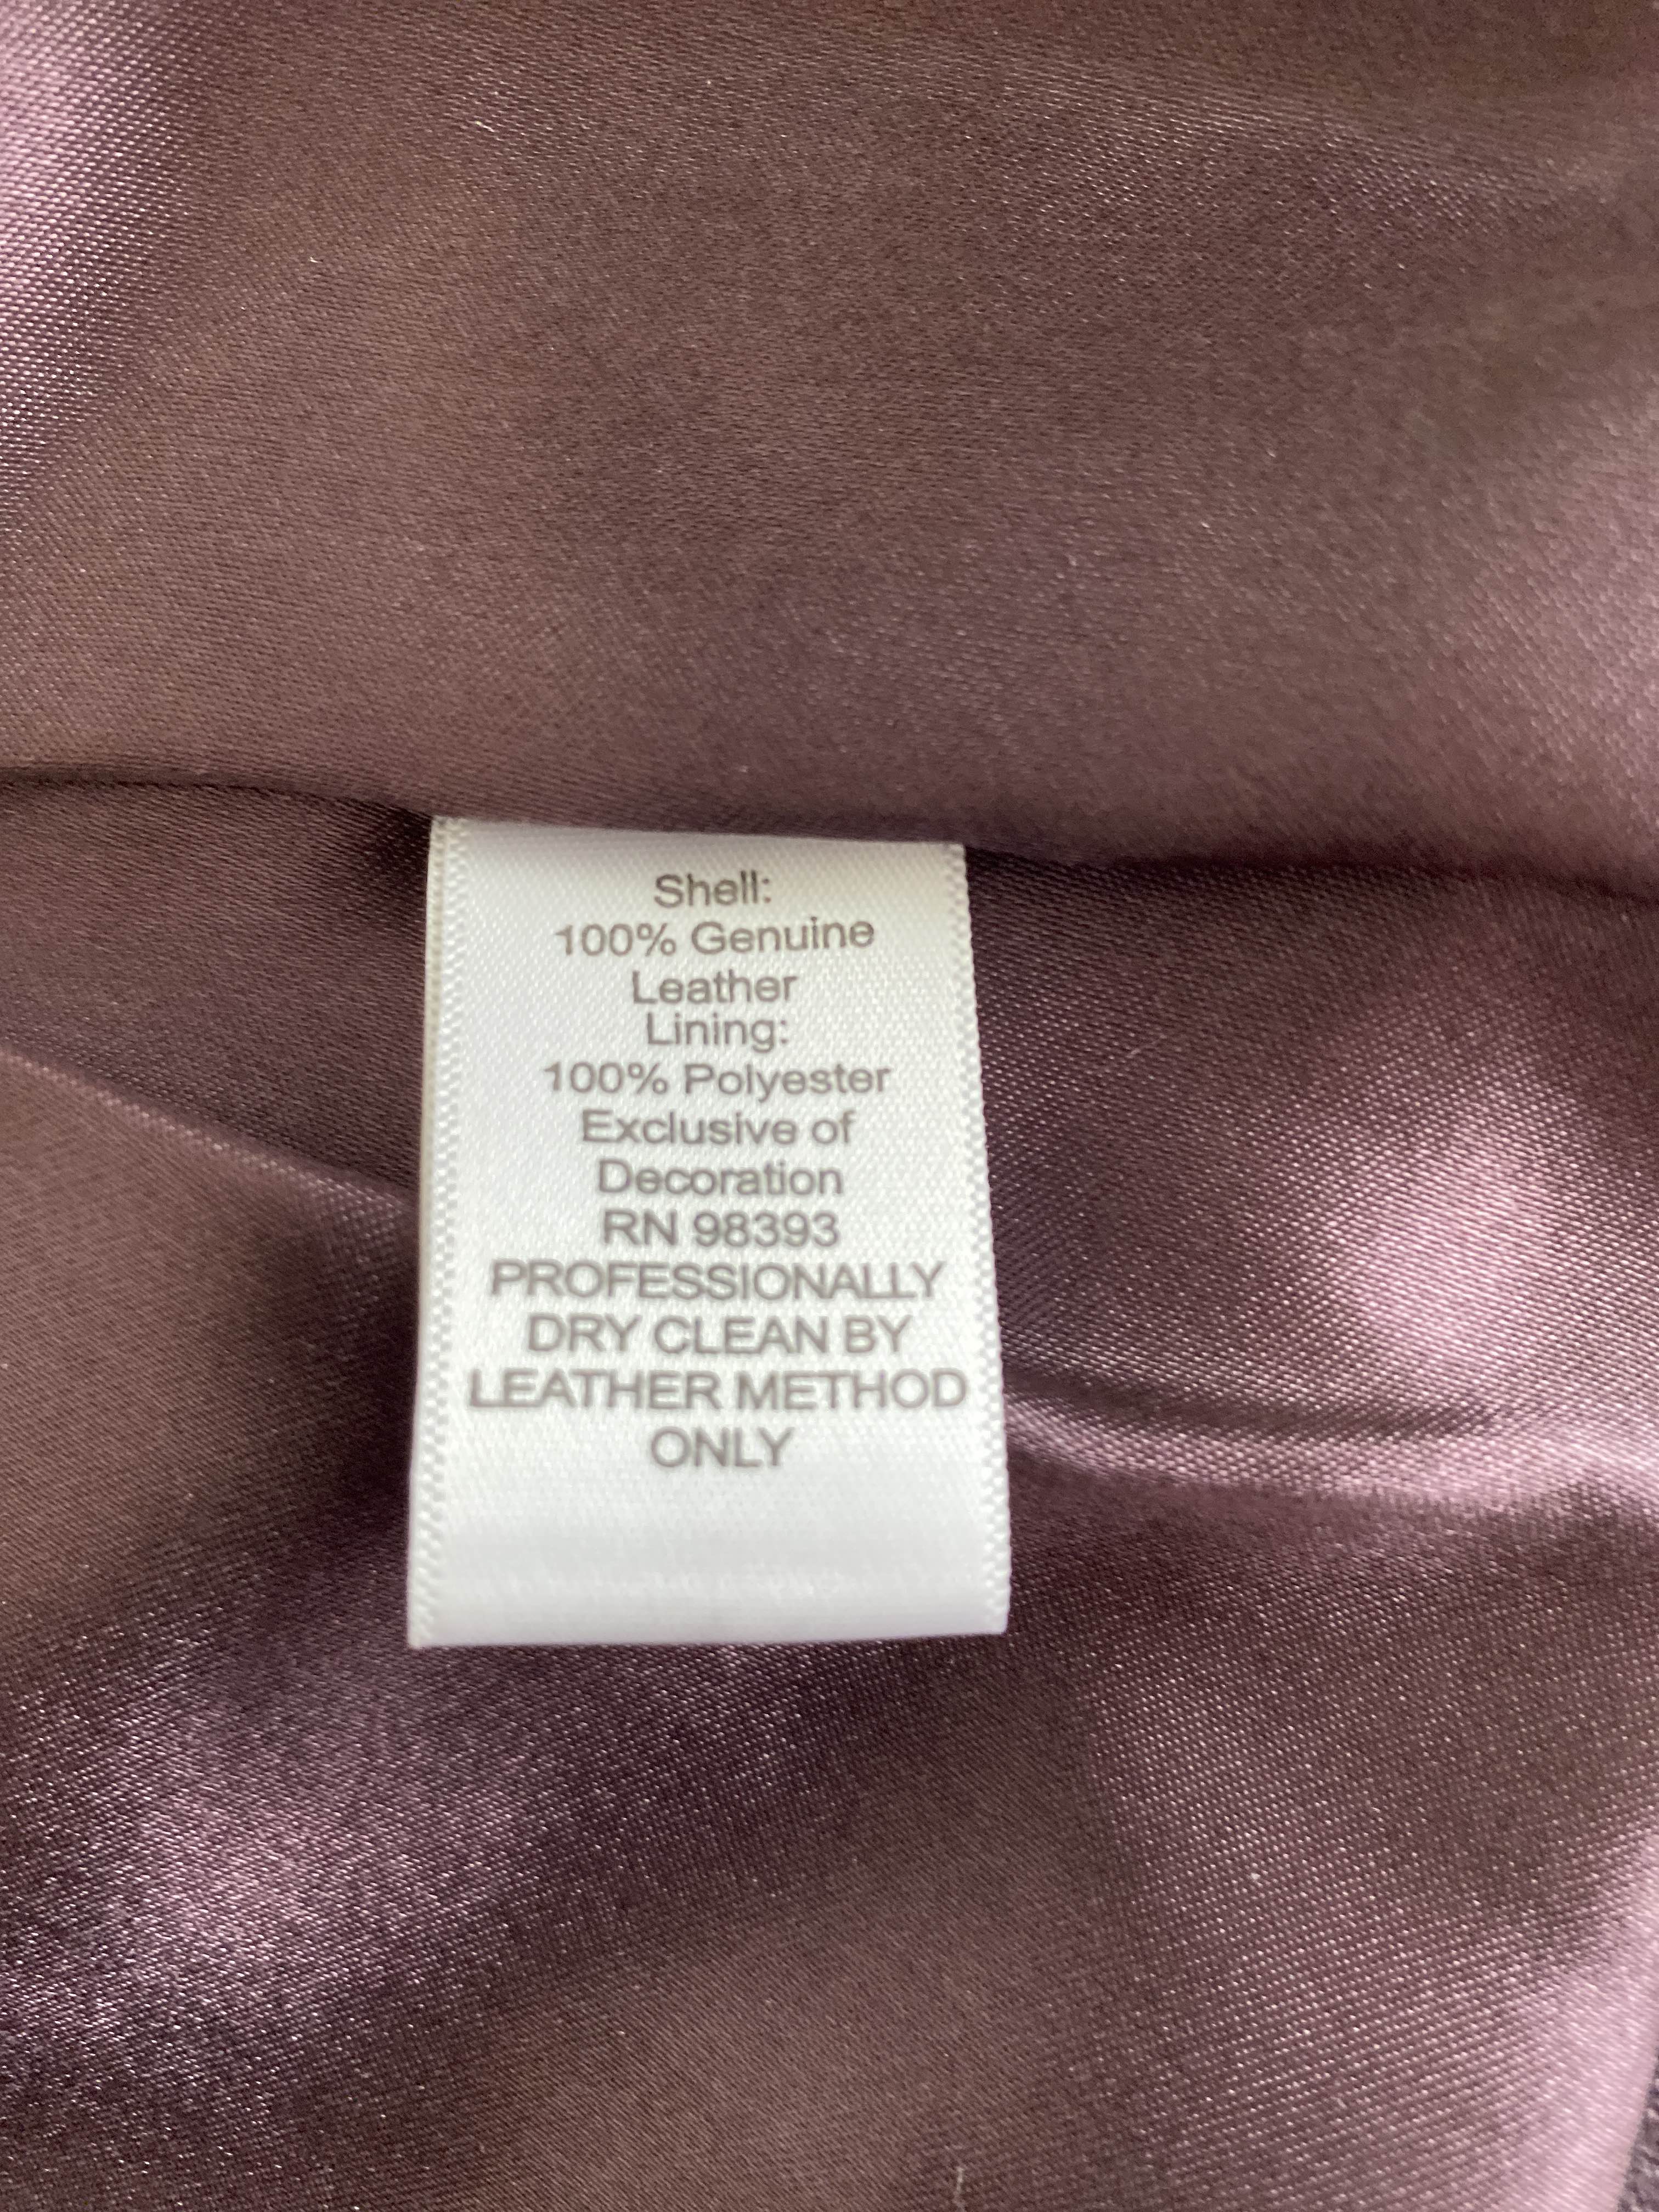 Shell:
100% Genuine
Leather
Lining:
100% Polyester
Exclusive of
Decoration
RN 98393
PROFESSIONALLY
DRY CLEAN BY
LEATHER METHOD
ONLY